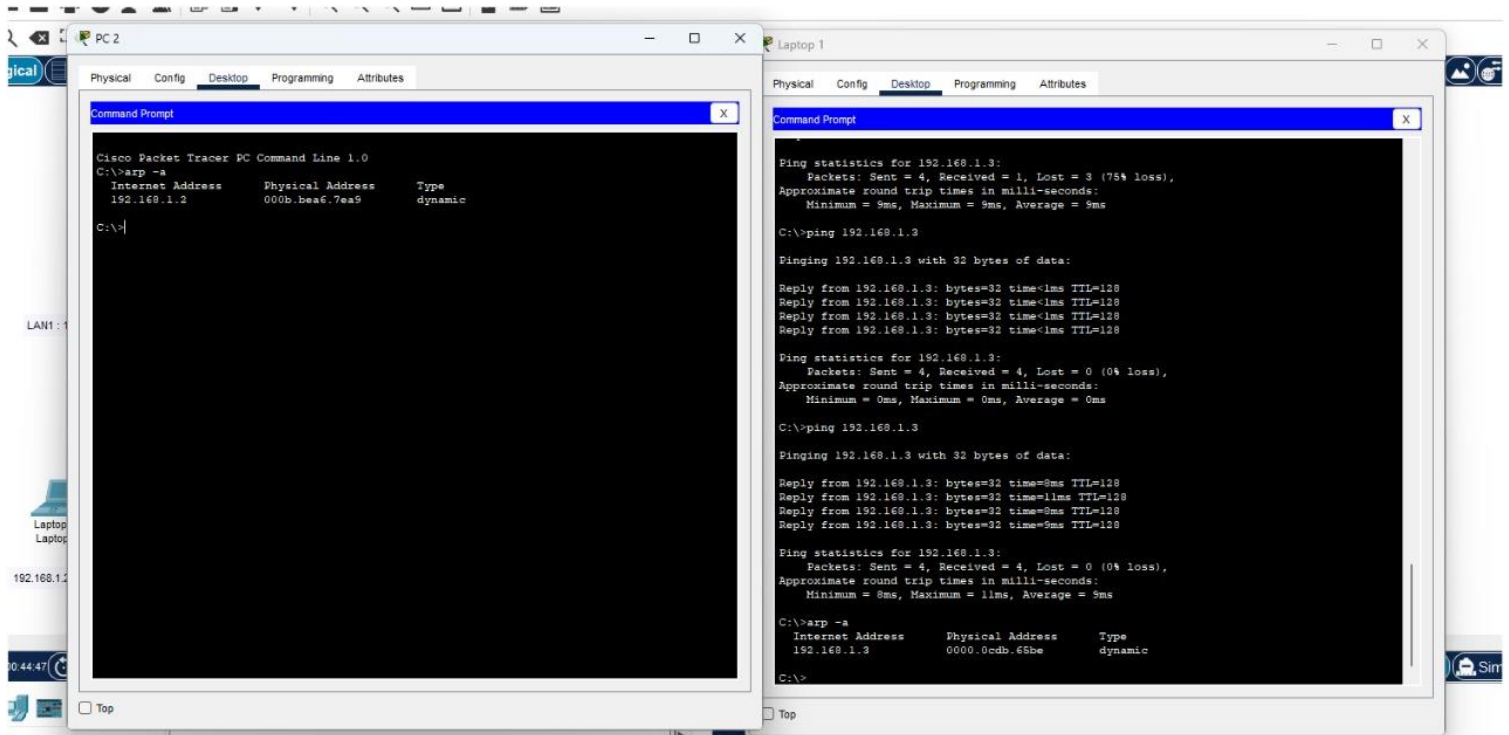 PC 2
Physical Config Desktop Programming Attributes
Command Prompt
X
Cisco Packet Tracer PC Command Line 1.0
C:\>arp -a
Internet Address Physical Address Type
192.168.1.2 000b.bea6.7ea9 dynamic
C:\>
Top
Laptop 1
Physical Config Desktop Programming Attributes
Command Prompt
X
Ping statistics for 192.168.1.3:
Packets: Sent = 4, Received = 1, Lost = 3 (75% loss),
Approximate round trip times in milli-seconds:
Minimum = 9ms, Maximum = 9ms, Average = 9ms
C:\>ping 192.168.1.3
Pinging 192.168.1.3 with 32 bytes of data:
Reply from 192.168.1.3: bytes=32 time<1ms TTL=128
Reply from 192.168.1.3: bytes=32 time<1ms TTL=128
Reply from 192.168.1.3: bytes=32 time<1ms TTL=128
Reply from 192.168.1.3: bytes=32 time<1ms TTL=128
Ping statistics for 192.168.1.3:
Packets: Sent = 4, Received = 4, Lost = 0 (0% loss),
Approximate round trip times in milli-seconds:
Minimum = 0ms, Maximum = 0ms, Average = 0ms
C:\>ping 192.168.1.3
Pinging 192.168.1.3 with 32 bytes of data:
Reply from 192.168.1.3: bytes=32 time=8ms TTL=128
Reply from 192.168.1.3: bytes=32 time=11ms TTL=128
Reply from 192.168.1.3: bytes=32 time=8ms TTL=128
Reply from 192.168.1.3: bytes=32 time=9ms TTL=128
Ping statistics for 192.168.1.3:
Packets: Sent = 4, Received = 4, Lost = 0 (0% loss),
Approximate round trip times in milli-seconds:
Minimum = 8ms, Maximum = 11ms, Average = 9ms
C:\>arp -a
Internet Address Physical Address Type
192.168.1.3 0000.0cdb.65be dynamic
C:\>
Top
gical
LAN1 : 1
Laptop
Laptop
192.168.1.2
00:44:47
Sim